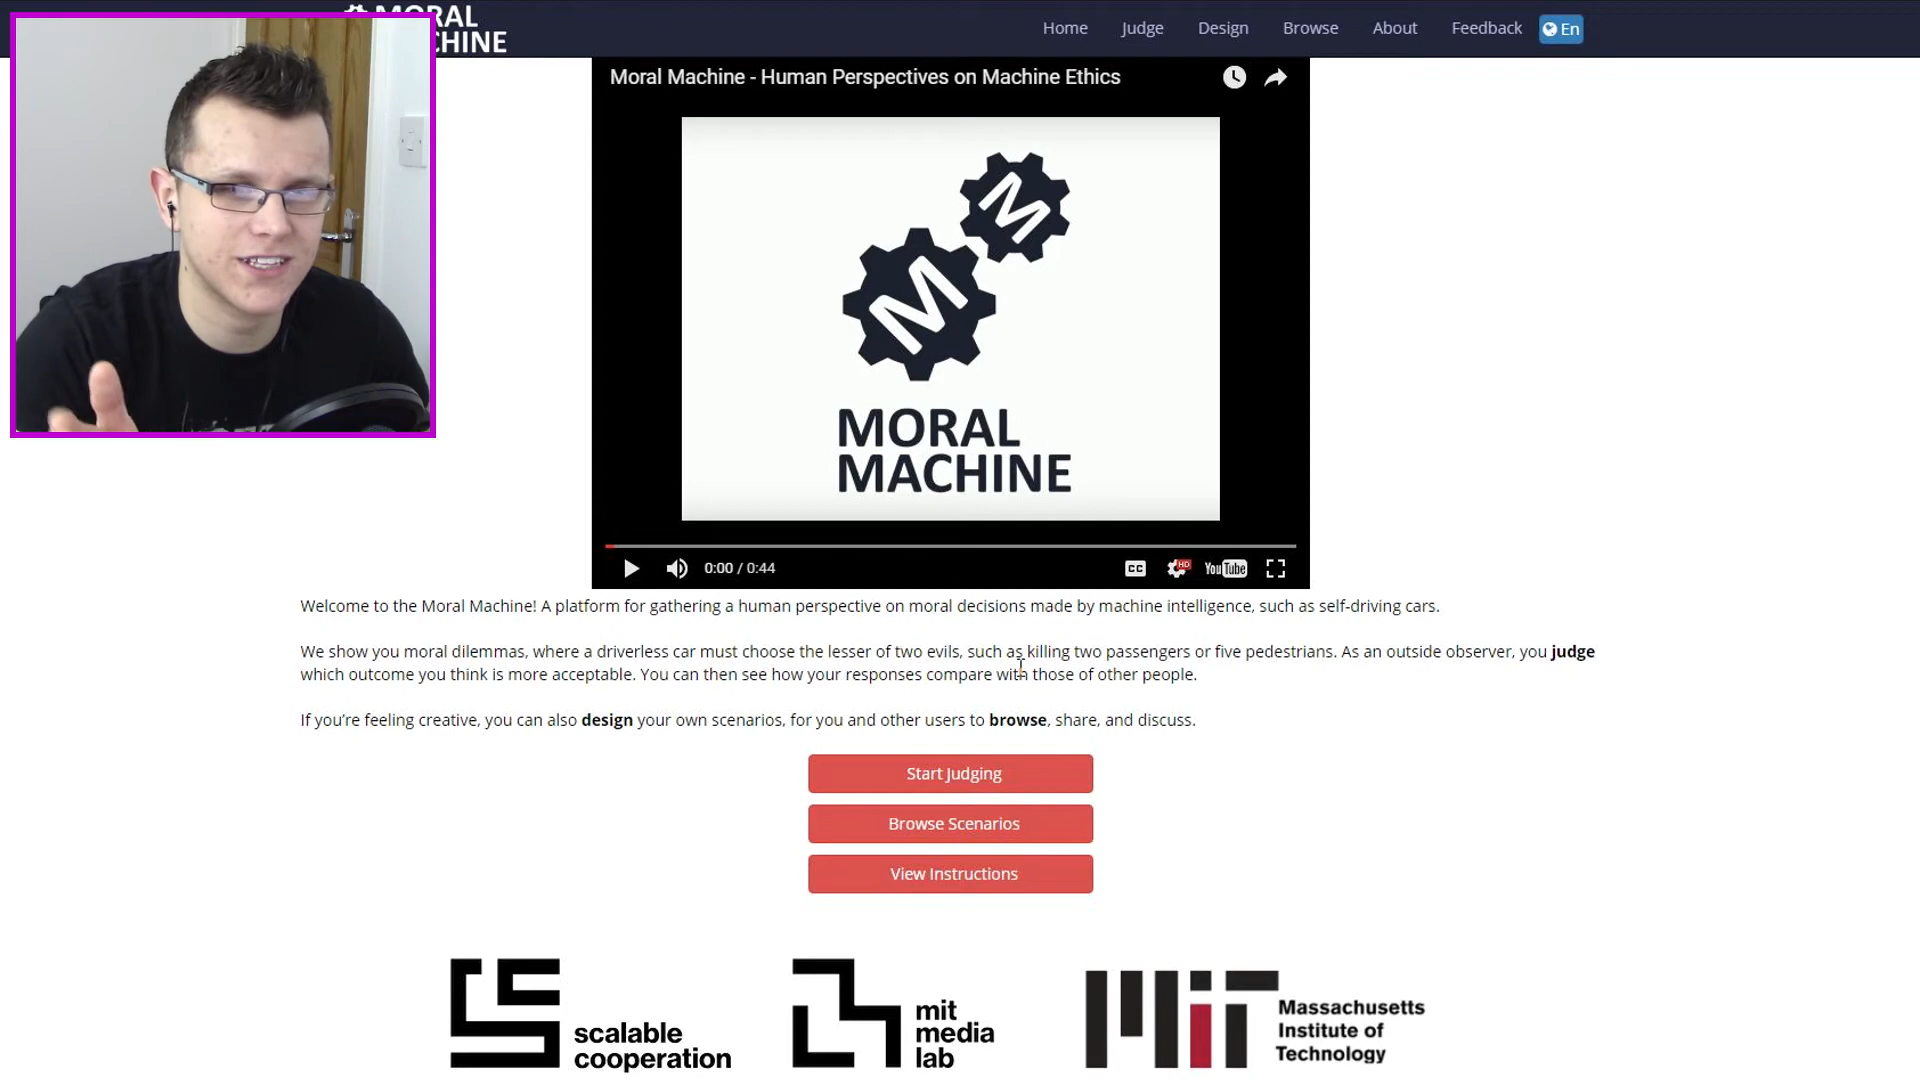 MORAL
MACHINE
Home Judge Design Browse About Feedback En
Moral Machine - Human Perspectives on Machine Ethics
M
M
MORAL
MACHINE
0:00 / 0:44
CC
HD
YouTube
Welcome to the Moral Machine! A platform for gathering a human perspective on moral decisions made by machine intelligence, such as self-driving cars.
We show you moral dilemmas, where a driverless car must choose the lesser of two evils, such as killing two passengers or five pedestrians. As an outside observer, you judge
which outcome you think is more acceptable. You can then see how your responses compare with those of other people.
If you’re feeling creative, you can also design your own scenarios, for you and other users to browse, share, and discuss.
Start Judging
Browse Scenarios
View Instructions
scalable
cooperation
mit
media
lab
MIT
Massachusetts
Institute of
Technology